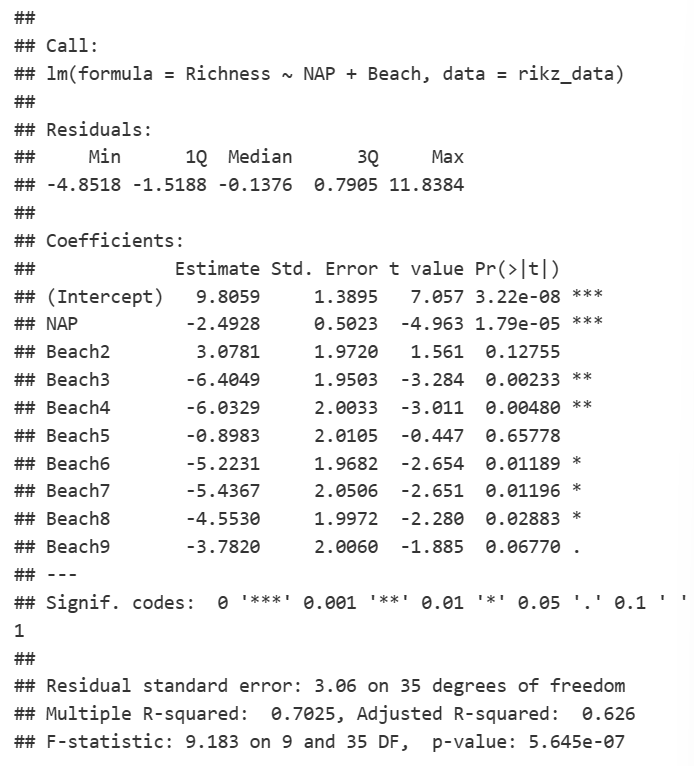 ##
## Call:
## lm(formula = Richness ~ NAP + Beach, data = rikz_data)
##
## Residuals:
##     Min      1Q  Median      3Q     Max
## -4.8518 -1.5188 -0.1376  0.7905 11.8384
##
## Coefficients:
##             Estimate Std. Error t value Pr(>|t|)
## (Intercept)   9.8059     1.3895   7.057 3.22e-08 ***
## NAP          -2.4928     0.5023  -4.963 1.79e-05 ***
## Beach2        3.0781     1.9720   1.561  0.12755
## Beach3       -6.4049     1.9503  -3.284  0.00233 **
## Beach4       -6.0329     2.0033  -3.011  0.00480 **
## Beach5       -0.8983     2.0105  -0.447  0.65778
## Beach6       -5.2231     1.9682  -2.654  0.01189 *
## Beach7       -5.4367     2.0506  -2.651  0.01196 *
## Beach8       -4.5530     1.9972  -2.280  0.02883 *
## Beach9       -3.7820     2.0060  -1.885  0.06770 .
## ---
## Signif. codes:  0 '***' 0.001 '**' 0.01 '*' 0.05 '.' 0.1 ' '
1
##
## Residual standard error: 3.06 on 35 degrees of freedom
## Multiple R-squared:  0.7025, Adjusted R-squared:  0.626
## F-statistic: 9.183 on 9 and 35 DF,  p-value: 5.645e-07